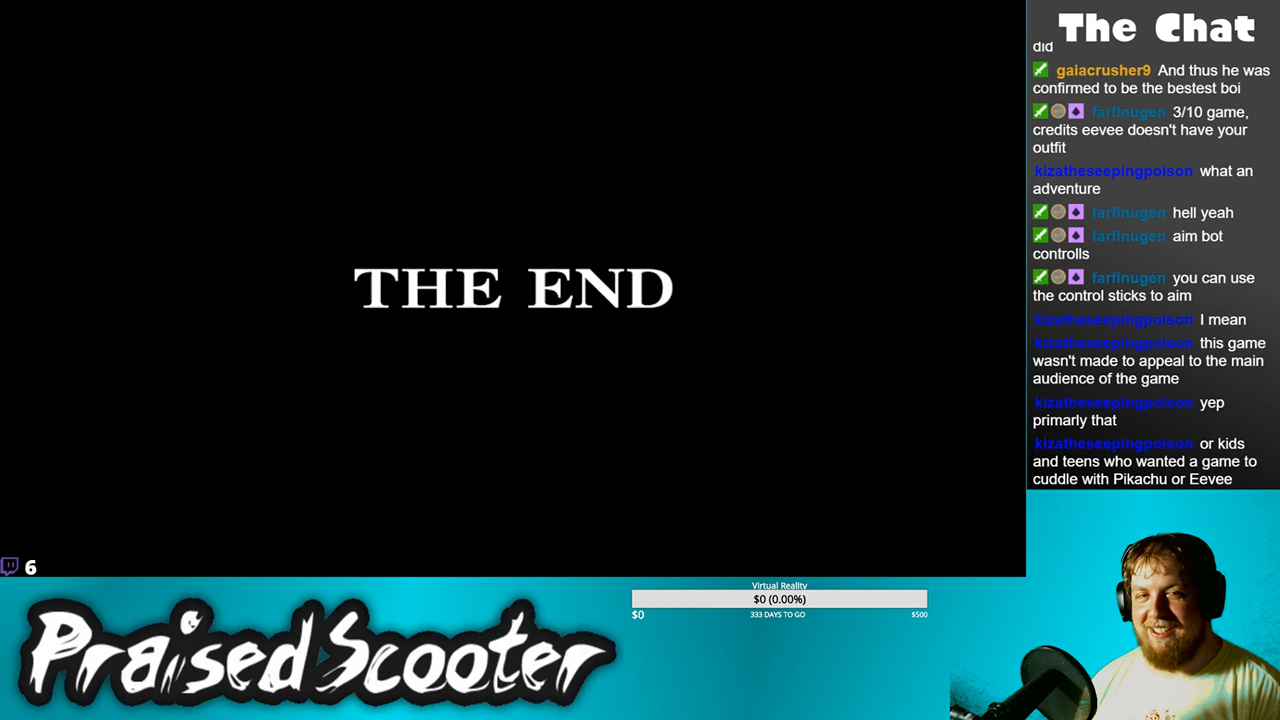 The Chat
did
gaiacrusher9 And thus he was
confirmed to be the bestest boi
farfinugen 3/10 game,
credits eevee doesn't have your
outfit
kizatheseepingpoison what an
adventure
farfinugen hell yeah
farfinugen aim bot
controlls
farfinugen you can use
the control sticks to aim
kizatheseepingpoison I mean
kizatheseepingpoison this game
wasn't made to appeal to the main
audience of the game
kizatheseepingpoison yep
primarly that
kizatheseepingpoison or kids
and teens who wanted a game to
cuddle with Pikachu or Eevee
THE END
6
PraisedScooter
Virtual Reality
$0 (0.00%)
$0 333 DAYS TO GO $500